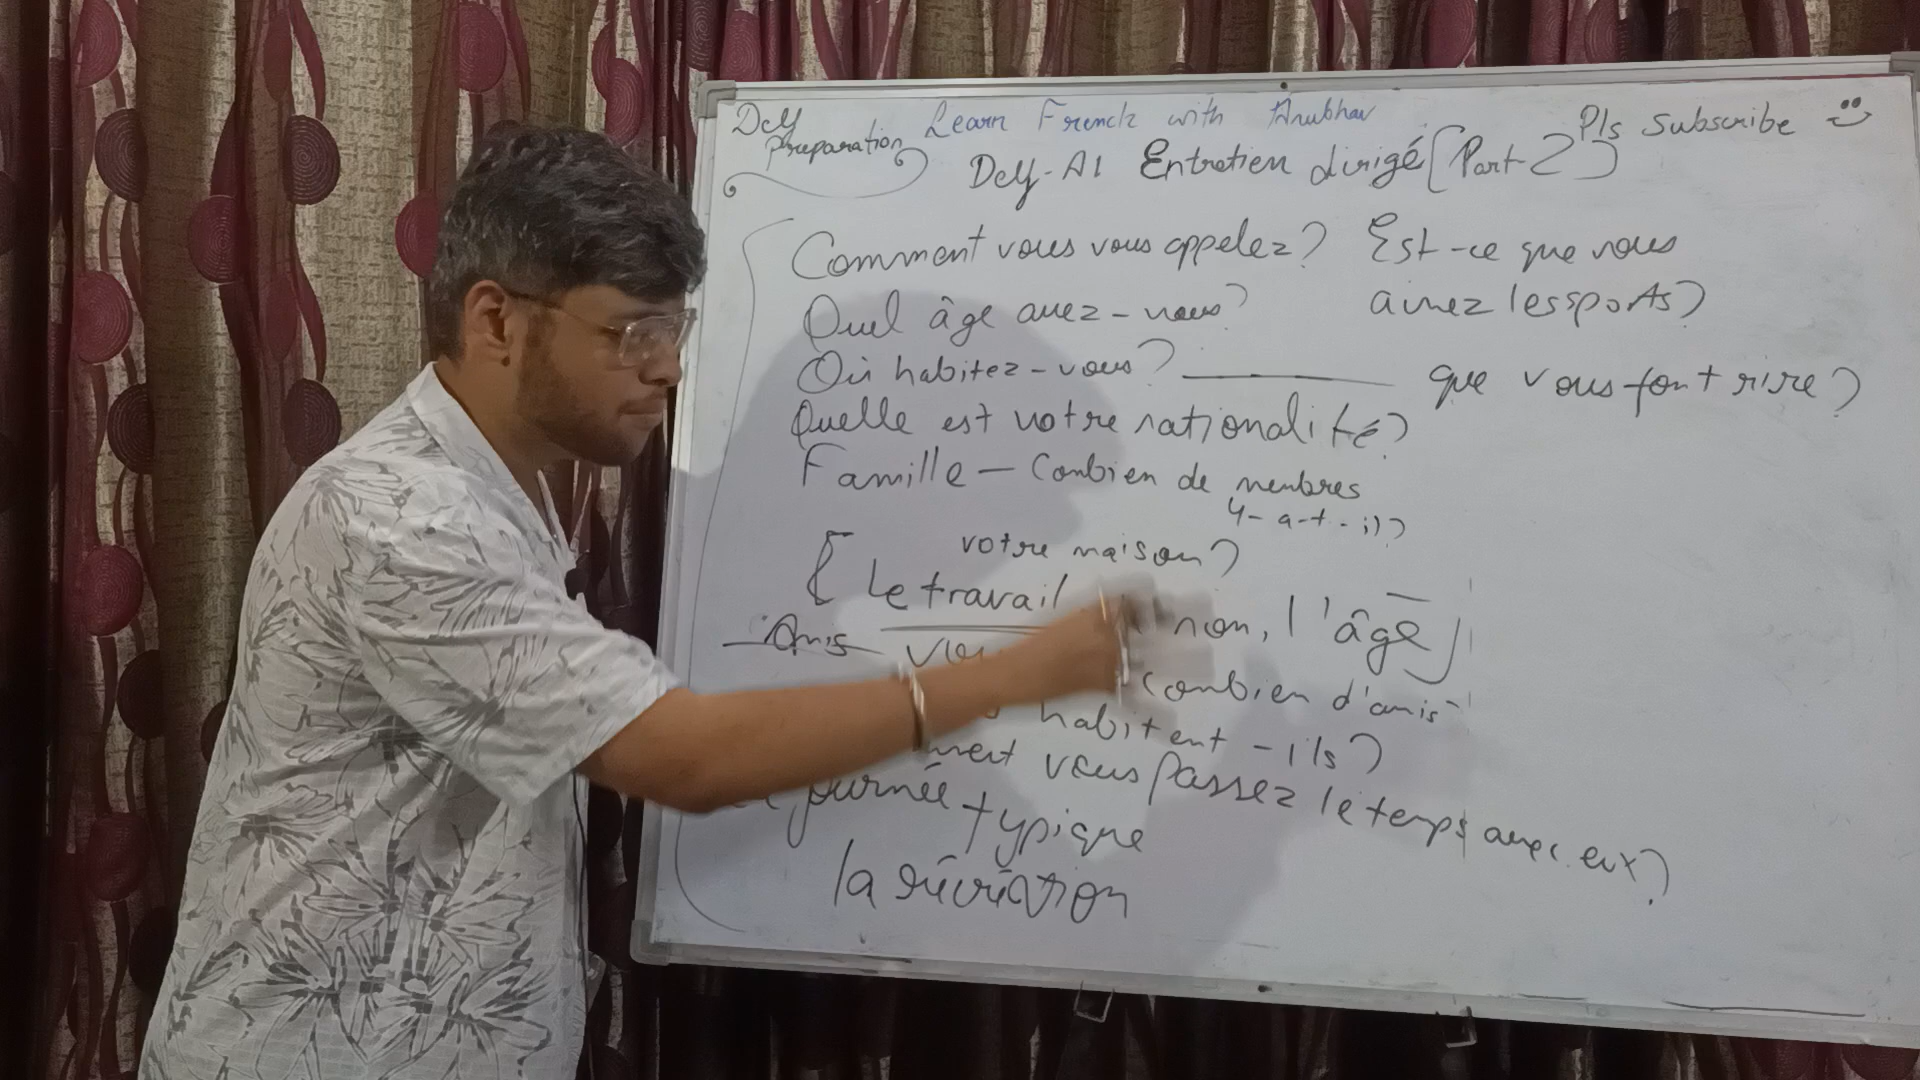 Delf Preparation
Learn French with Anubhav
Pls Subscribe
Delf-A1 Entretien dirigé [Part-2]
Comment vous vous appelez?
Quel âge avez-vous?
Où habitez-vous?
Quelle est votre nationalité?
Famille — Combien de membres
y-a-t-il?
votre maison?
Le travail
nom, l'âge
Amis
Combien d'amis
habitent-ils?
vous passez le temps avec eux?
journée typique
la récréation
Est-ce que vous
aimez les sports?
que vous font rire?